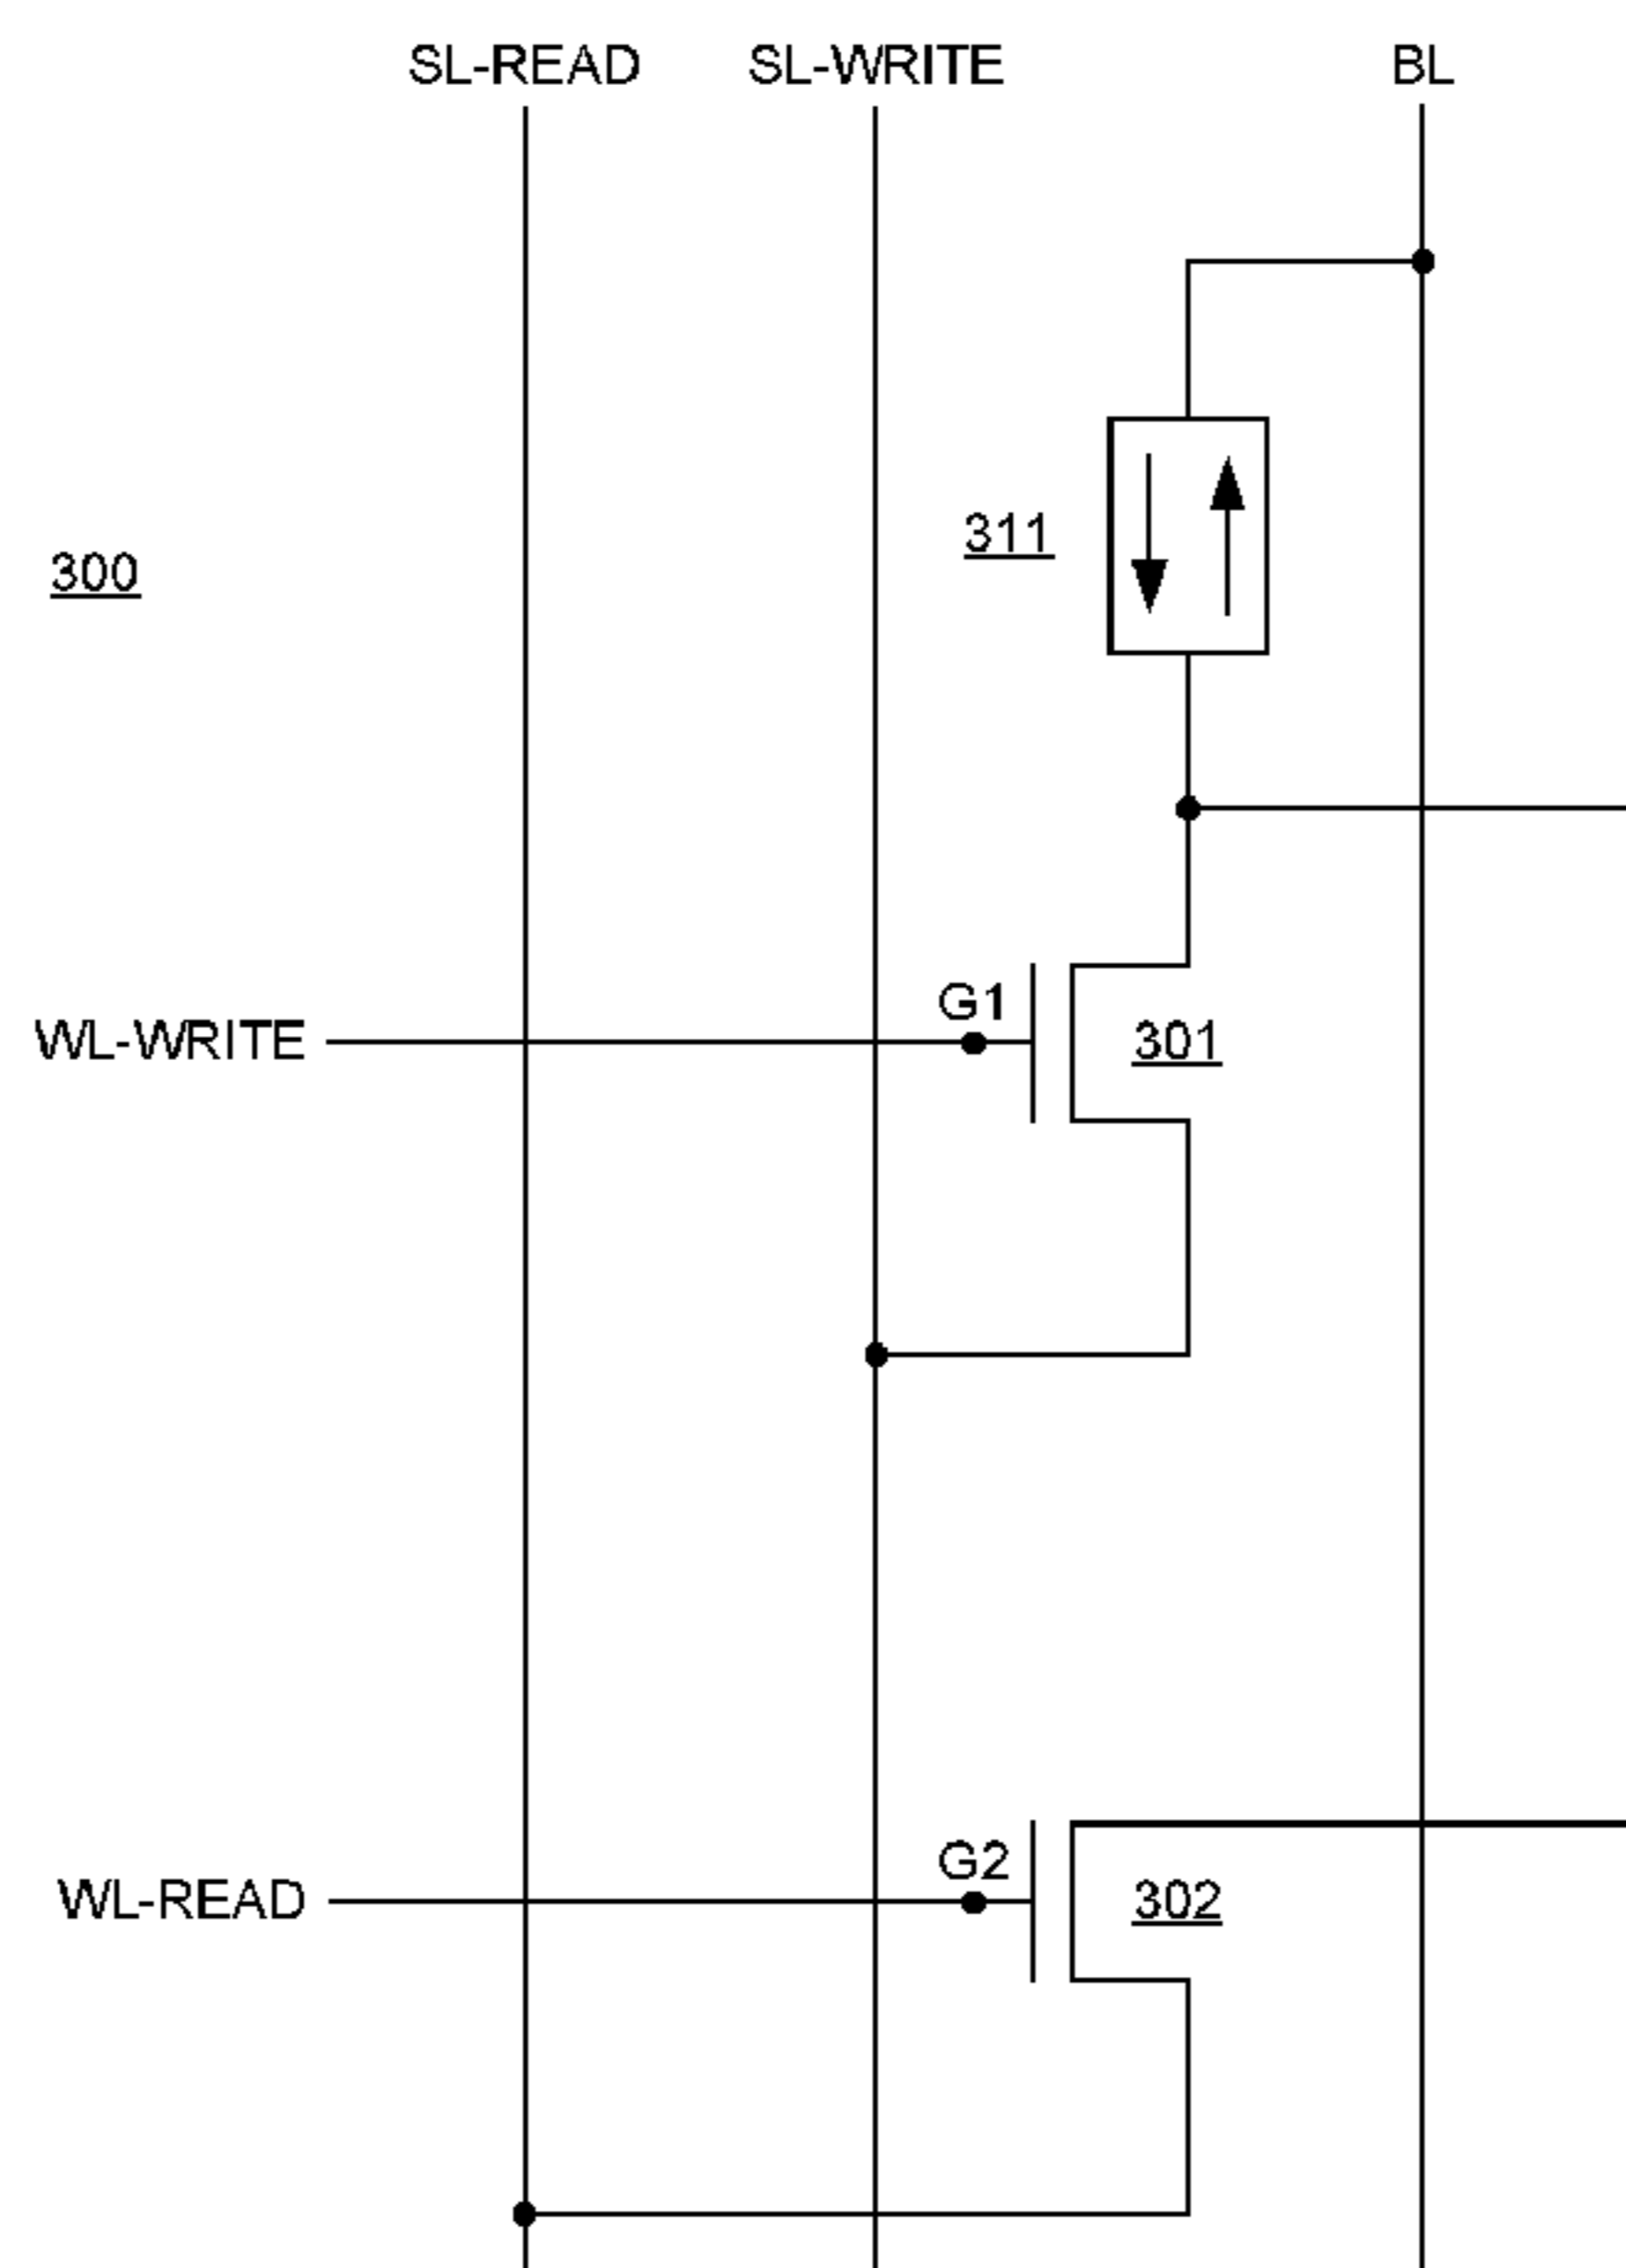 SL-READ SL-WRITE BL
311
300
G1
WL-WRITE 301
G2
WL-READ 302